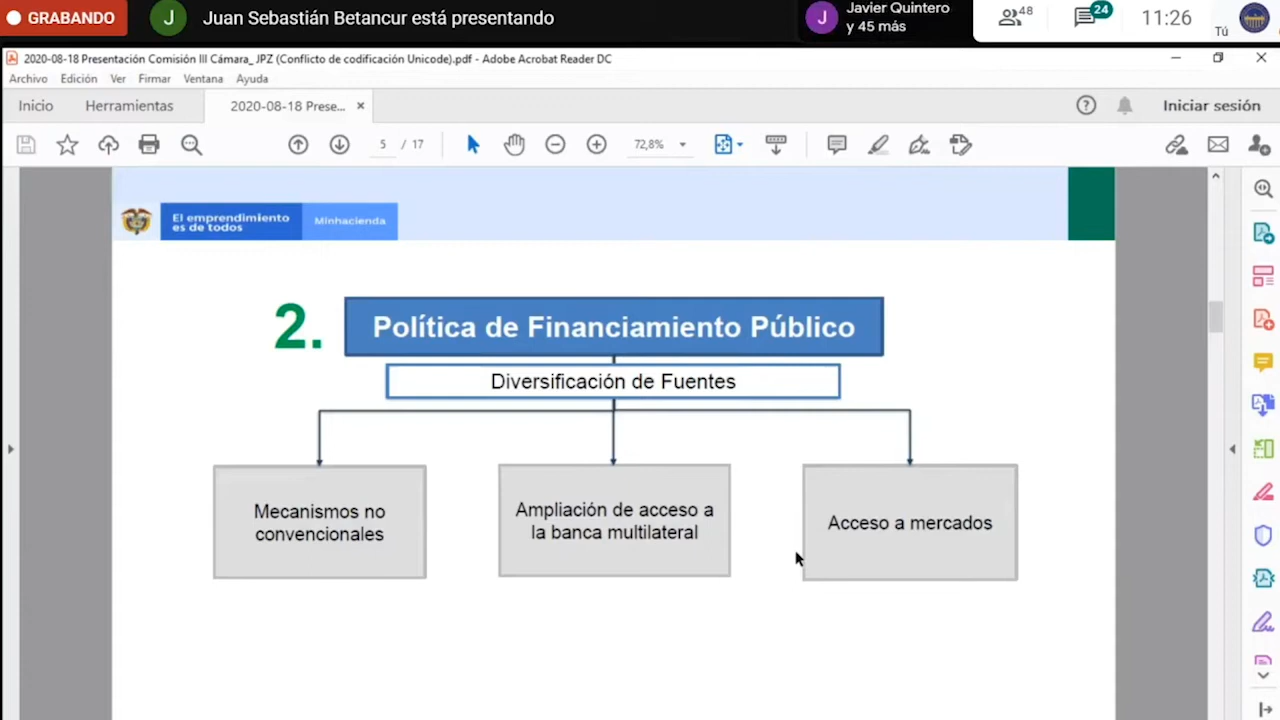 GRABANDO
J
Juan Sebastián Betancur está presentando
J
Javier Quintero
y 45 más
48
24
11:26
Tú
2020-08-18 Presentación Comisión III Cámara_ JPZ (Conflicto de codificación Unicode).pdf - Adobe Acrobat Reader DC
Archivo Edición Ver Firmar Ventana Ayuda
Inicio Herramientas 2020-08-18 Prese... × Iniciar sesión
5 / 17 72,8%
El emprendimiento
es de todos
Minhacienda
2. Política de Financiamiento Público
Diversificación de Fuentes
Mecanismos no
convencionales
Ampliación de acceso a
la banca multilateral
Acceso a mercados